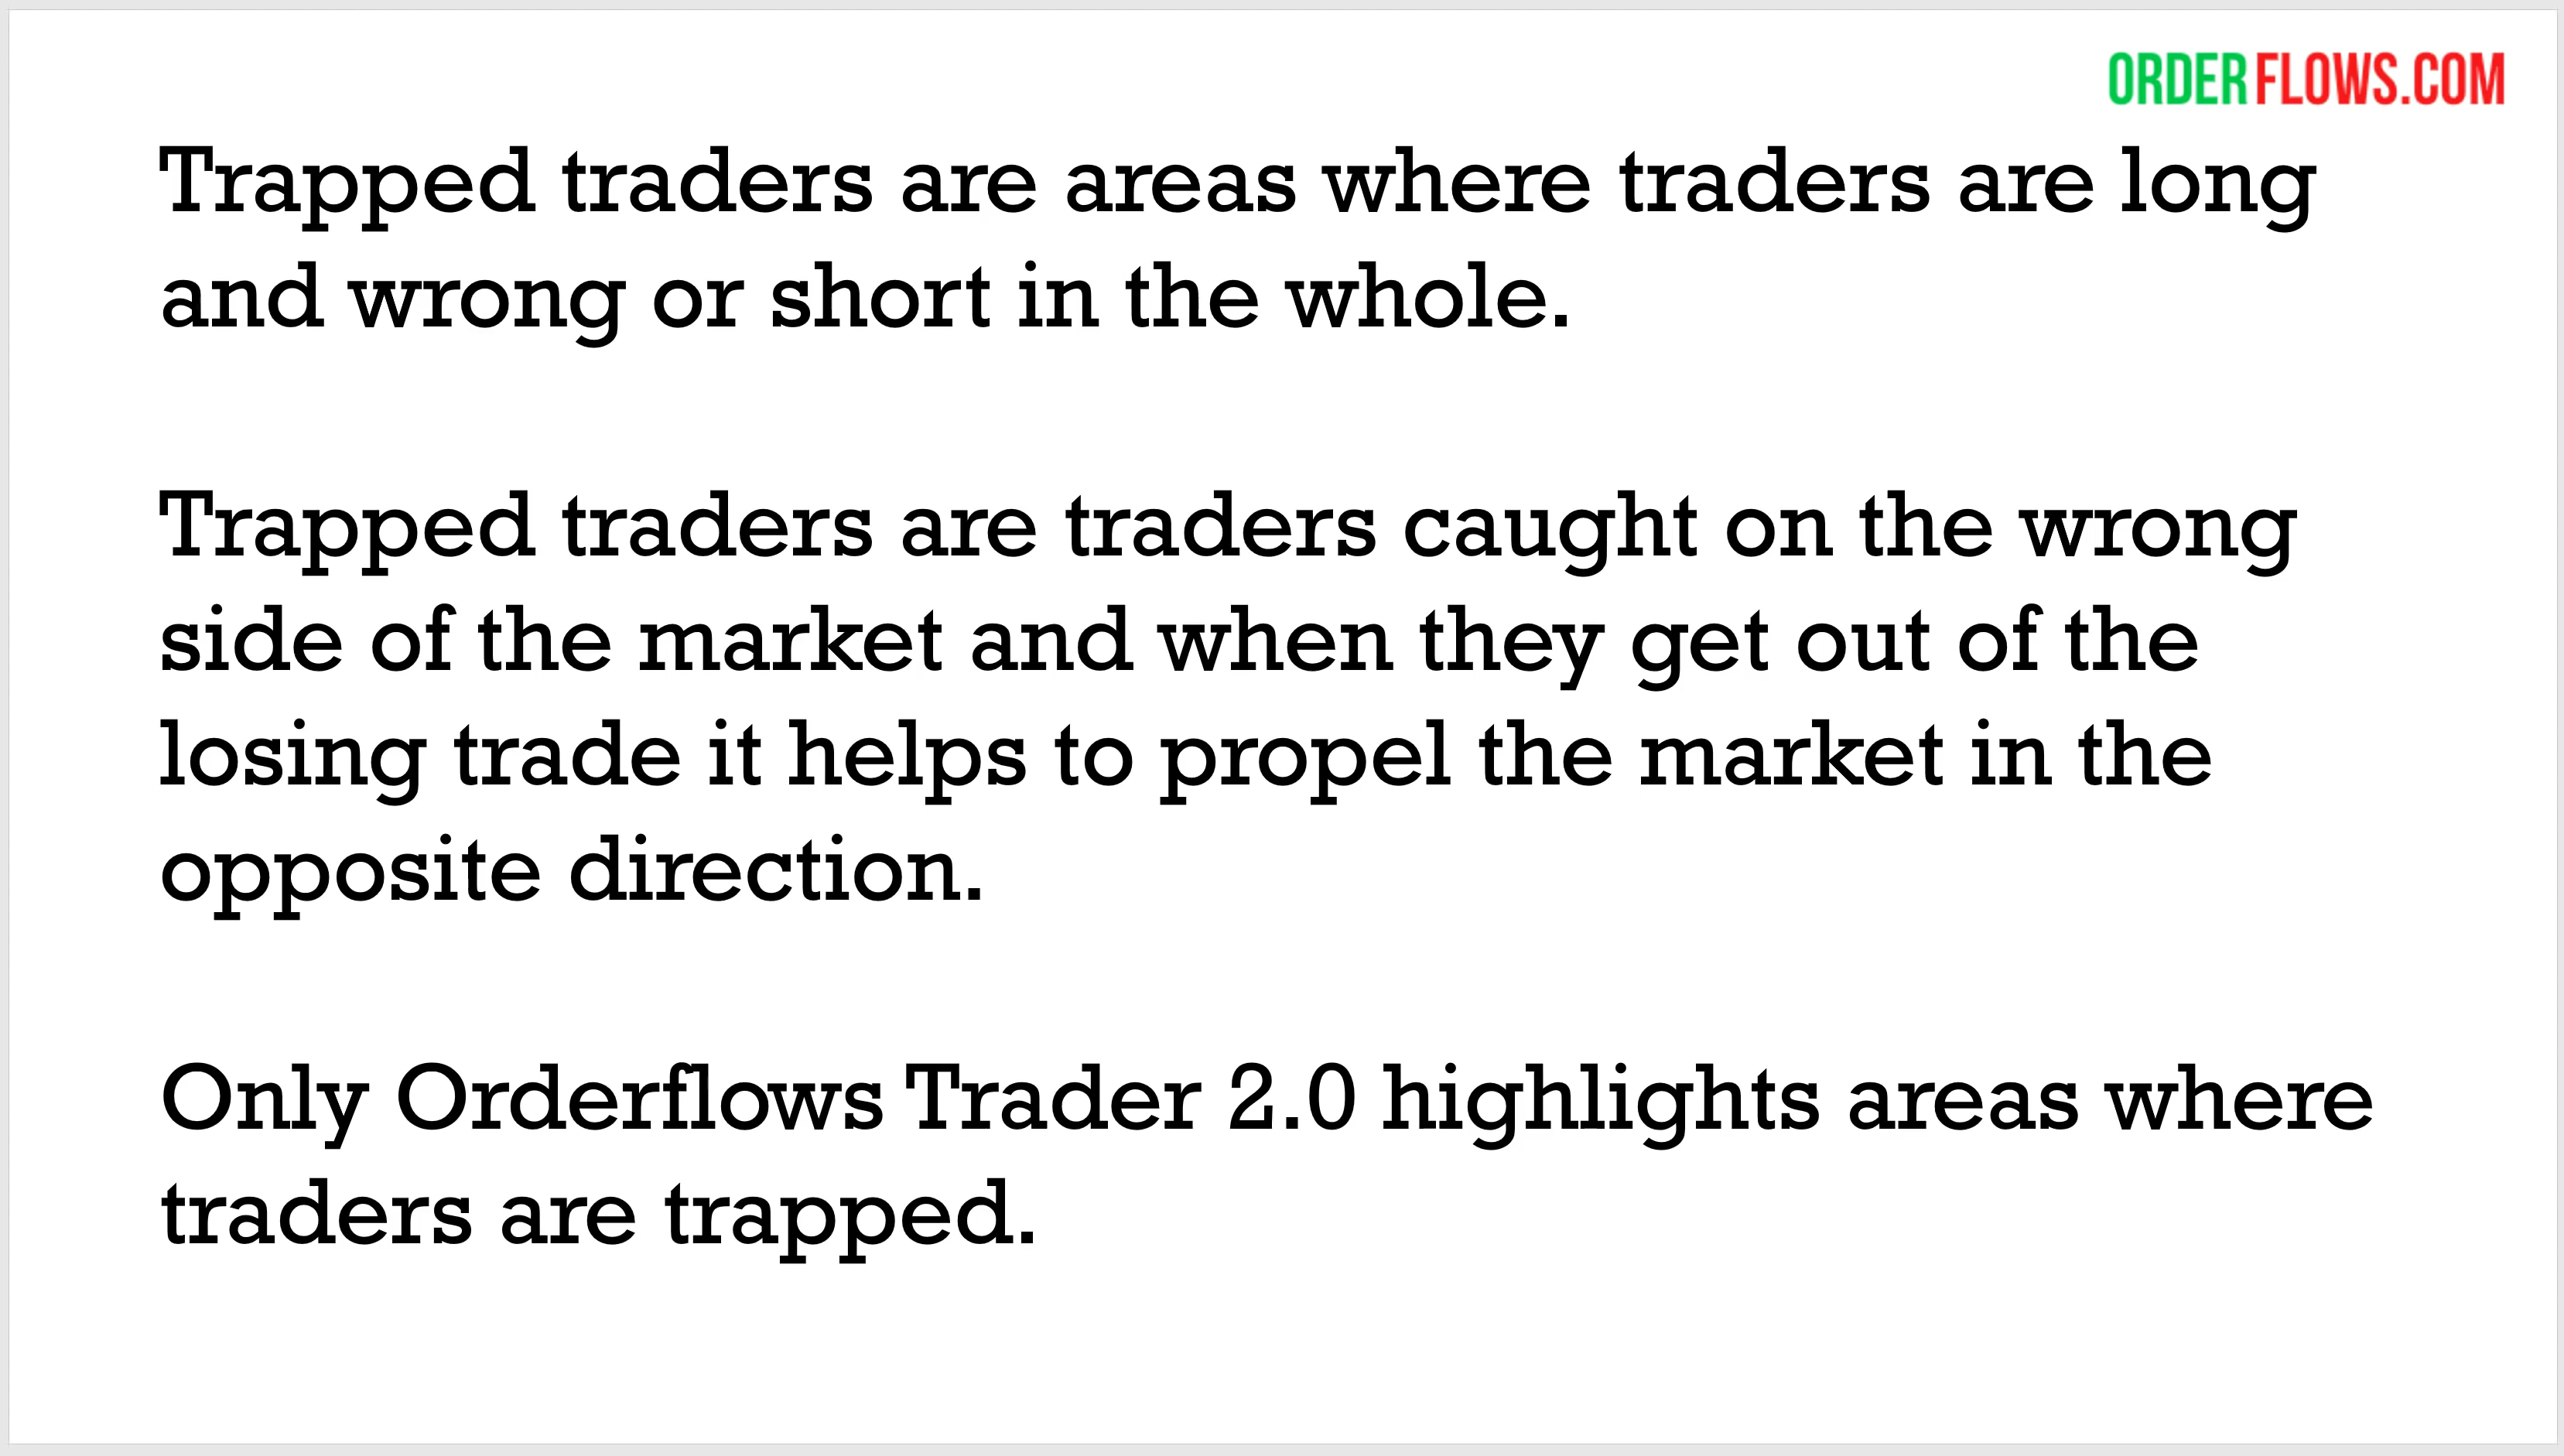 ORDERFLOWS.COM
Trapped traders are areas where traders are long
and wrong or short in the whole.
Trapped traders are traders caught on the wrong
side of the market and when they get out of the
losing trade it helps to propel the market in the
opposite direction.
Only Orderflows Trader 2.0 highlights areas where
traders are trapped.